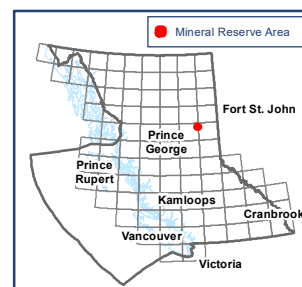 Mineral Reserve Area
Fort St. John
Prince
George
Prince
Rupert
Kamloops
Cranbrook
Vancouver
Victoria